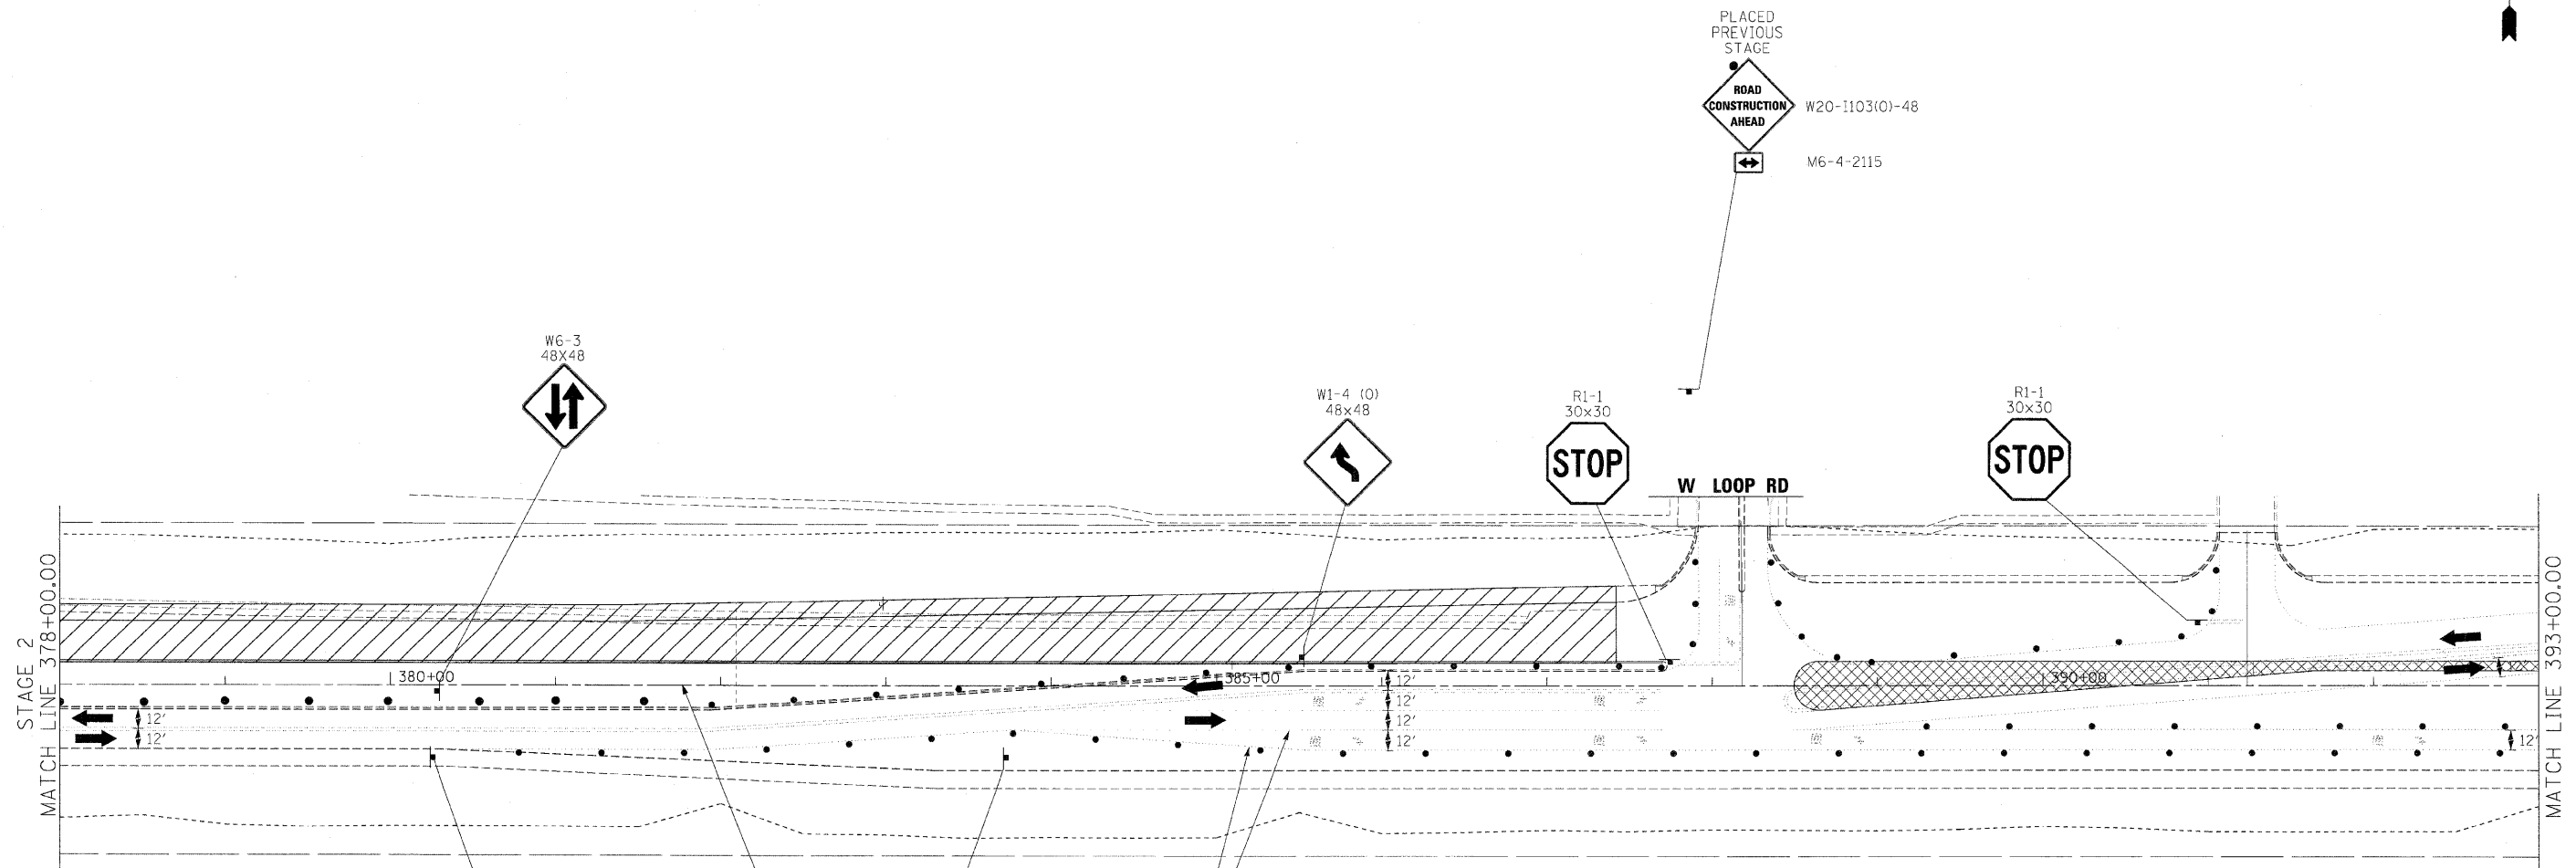 PLACED
PREVIOUS
STAGE
ROAD
CONSTRUCTION
AHEAD
W20-I103(O)-48
M6-4-2115
W6-3
48X48
W1-4 (O)
48x48
R1-1
30x30
STOP
R1-1
30x30
STOP
W LOOP RD
STAGE 2
MATCH LINE 378+00.00
MATCH LINE 393+00.00
380+00
385+00
390+00
12'
12'
12'
12'
12'
12'
12'
12'